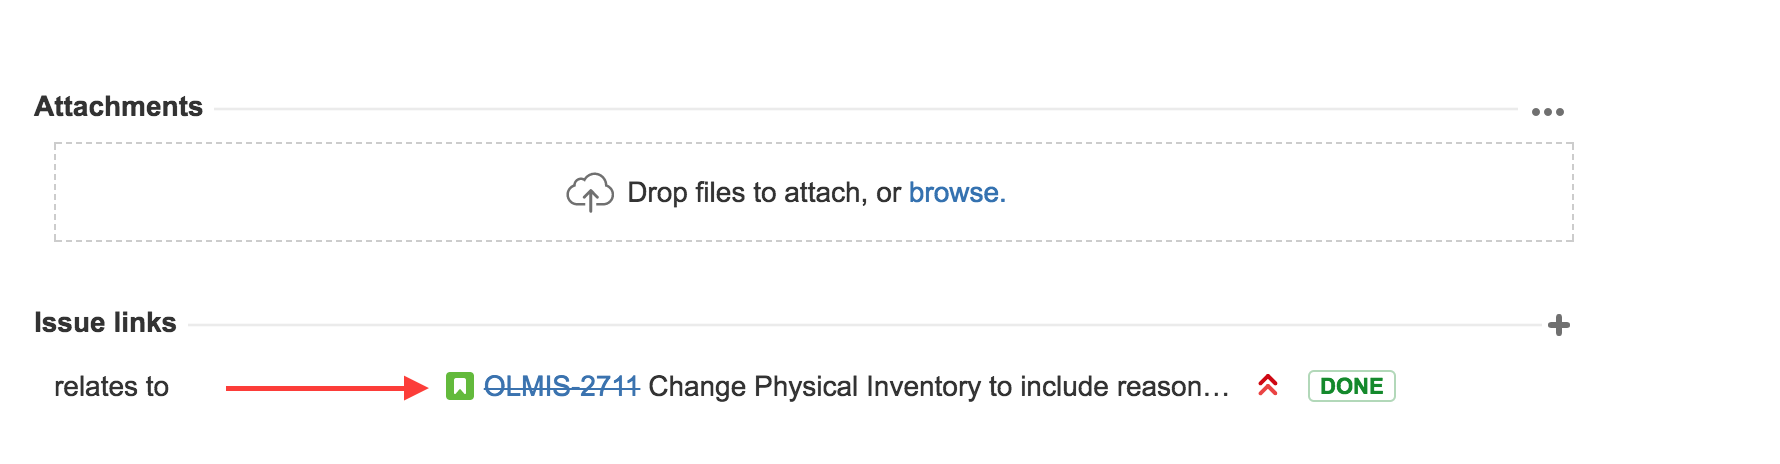 Attachments
Drop files to attach, or browse.
Issue links
relates to OLMIS-2711 Change Physical Inventory to include reason… DONE